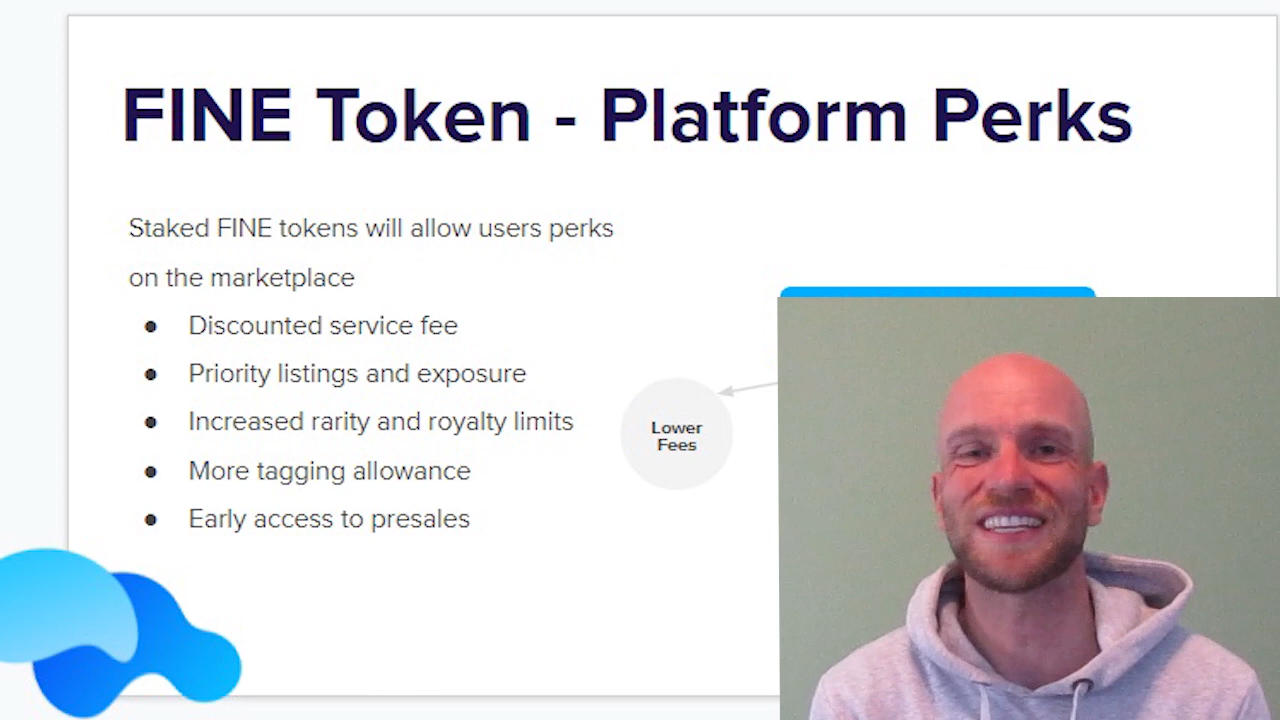 FINE Token - Platform Perks
Staked FINE tokens will allow users perks
on the marketplace
● Discounted service fee
● Priority listings and exposure
● Increased rarity and royalty limits
● More tagging allowance
● Early access to presales
Lower
Fees